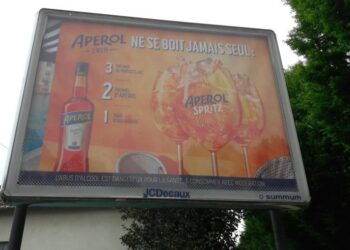 APEROL NE SE BOIT JAMAIS SEUL:
3
2
1
APEROL
APEROL
SPRITZ
L'ABUS D'ALCOOL EST DANGEREUX POUR LA SANTÉ, À CONSOMMER AVEC MODÉRATION.
JCDecaux
summum